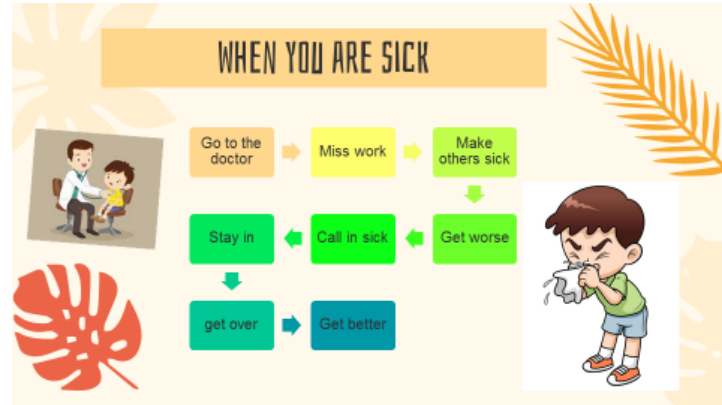 WHEN YOU ARE SICK
Go to the
doctor
Miss work
Make
others sick
Get worse
Call in sick
Stay in
get over
Get better